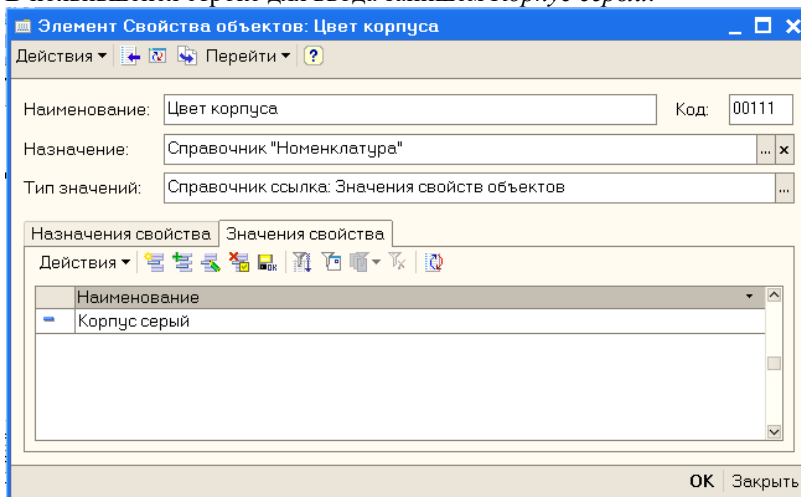 Элемент Свойства объектов: Цвет корпуса
Действия Перейти
Наименование: Цвет корпуса Код: 00111
Назначение: Справочник "Номенклатура" ... x
Тип значений: Справочник ссылка: Значения свойств объектов ...
Назначения свойства Значения свойства
Действия
Наименование
Корпус серый
OK Закрыть